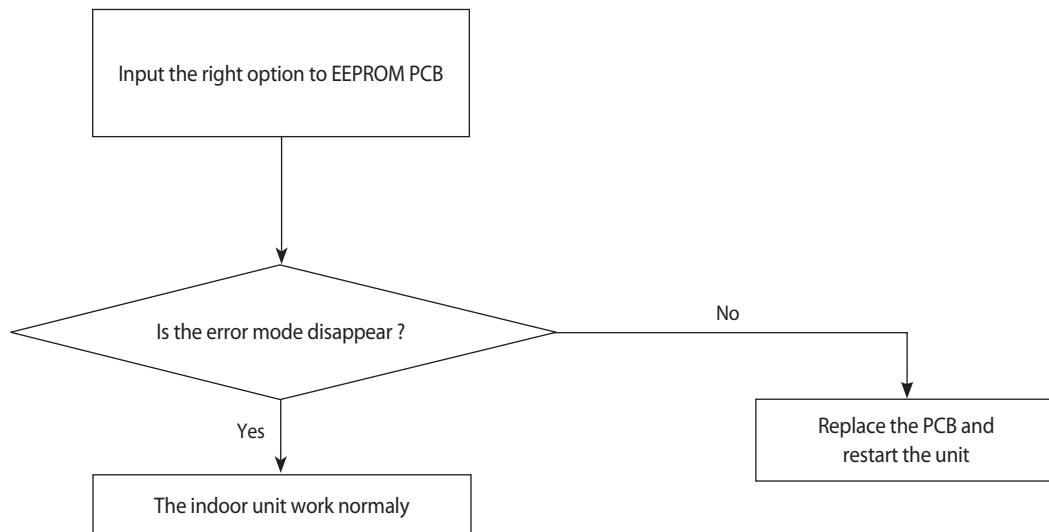 Input the right option to EEPROM PCB
Is the error mode disappear ?
No
Yes
Replace the PCB and
restart the unit
The indoor unit work normaly